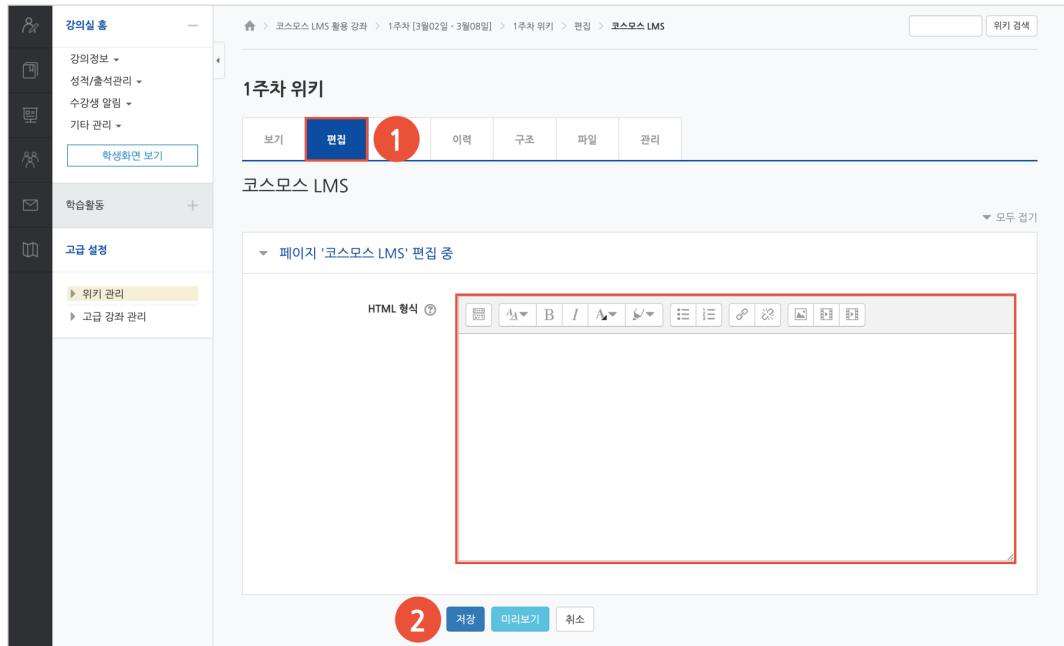 강의실 홈
강의정보
성적/출석관리
수강생 알림
기타 관리
학생화면 보기
학습활동
고급 설정
위키 관리
고급 강좌 관리
코스모스 LMS 활용 강좌 > 1주차 [3월02일 - 3월08일] > 1주차 위키 > 편집 > 코스모스 LMS
위키 검색
1주차 위키
보기 편집 1 이력 구조 파일 관리
코스모스 LMS
모두 접기
페이지 '코스모스 LMS' 편집 중
HTML 형식
2 저장 미리보기 취소